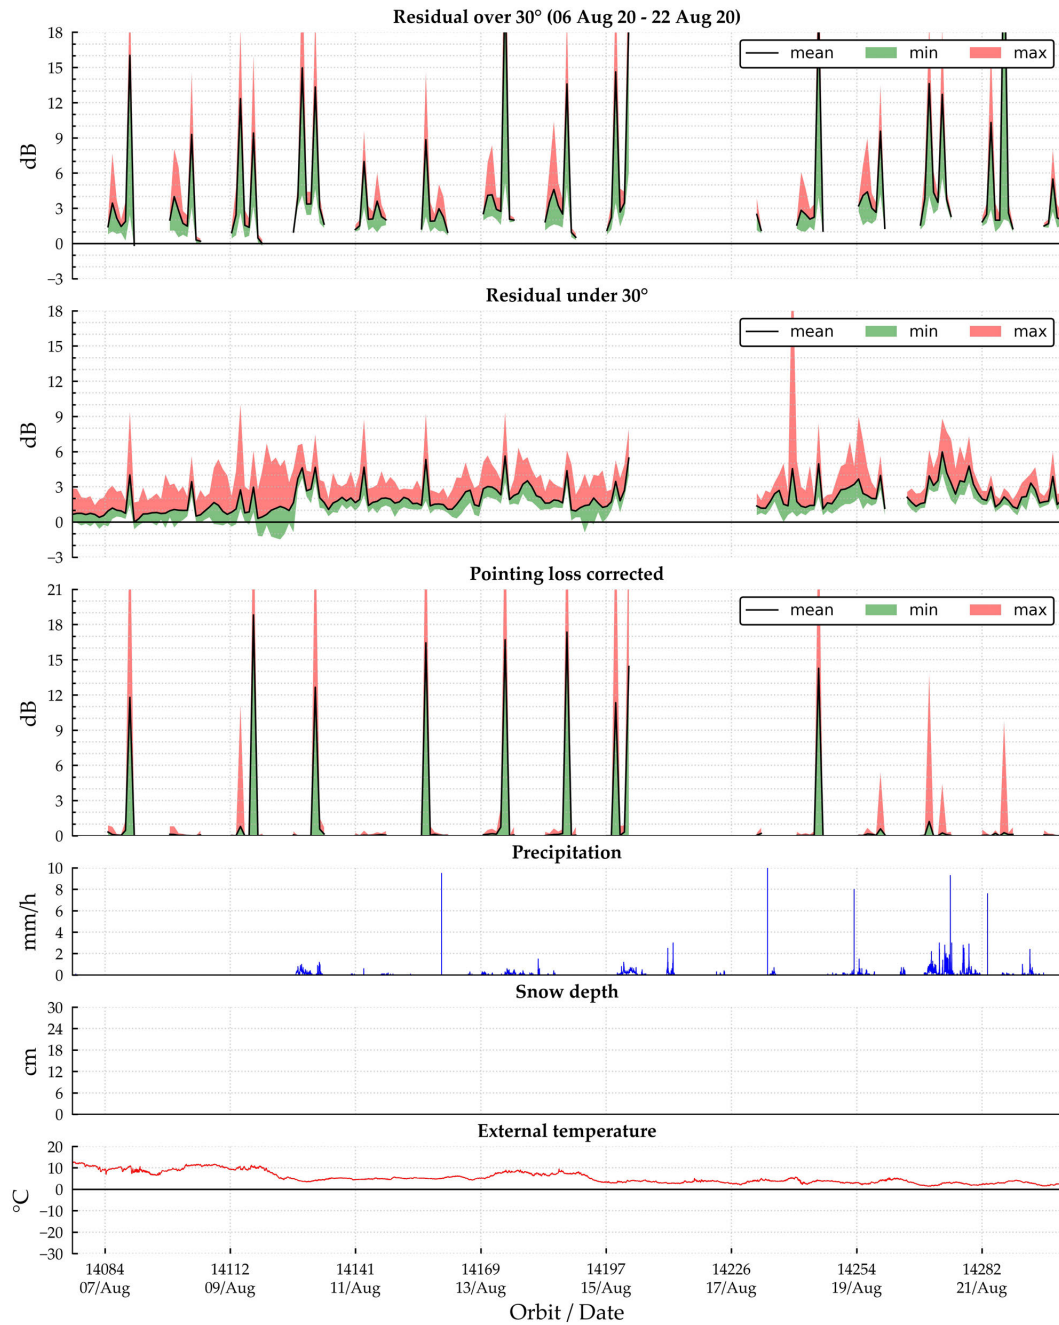 Residual over 30° (06 Aug 20 - 22 Aug 20)
18
15
12
9
6
3
0
−3
dB
mean min max
Residual under 30°
18
15
12
9
6
3
0
−3
dB
mean min max
Pointing loss corrected
21
18
15
12
9
6
3
0
dB
mean min max
Precipitation
10
8
6
4
2
0
mm/h
Snow depth
30
24
18
12
6
0
cm
External temperature
20
10
0
−10
−20
−30
°C
14084 14112 14141 14169 14197 14226 14254 14282
07/Aug 09/Aug 11/Aug 13/Aug 15/Aug 17/Aug 19/Aug 21/Aug
Orbit / Date